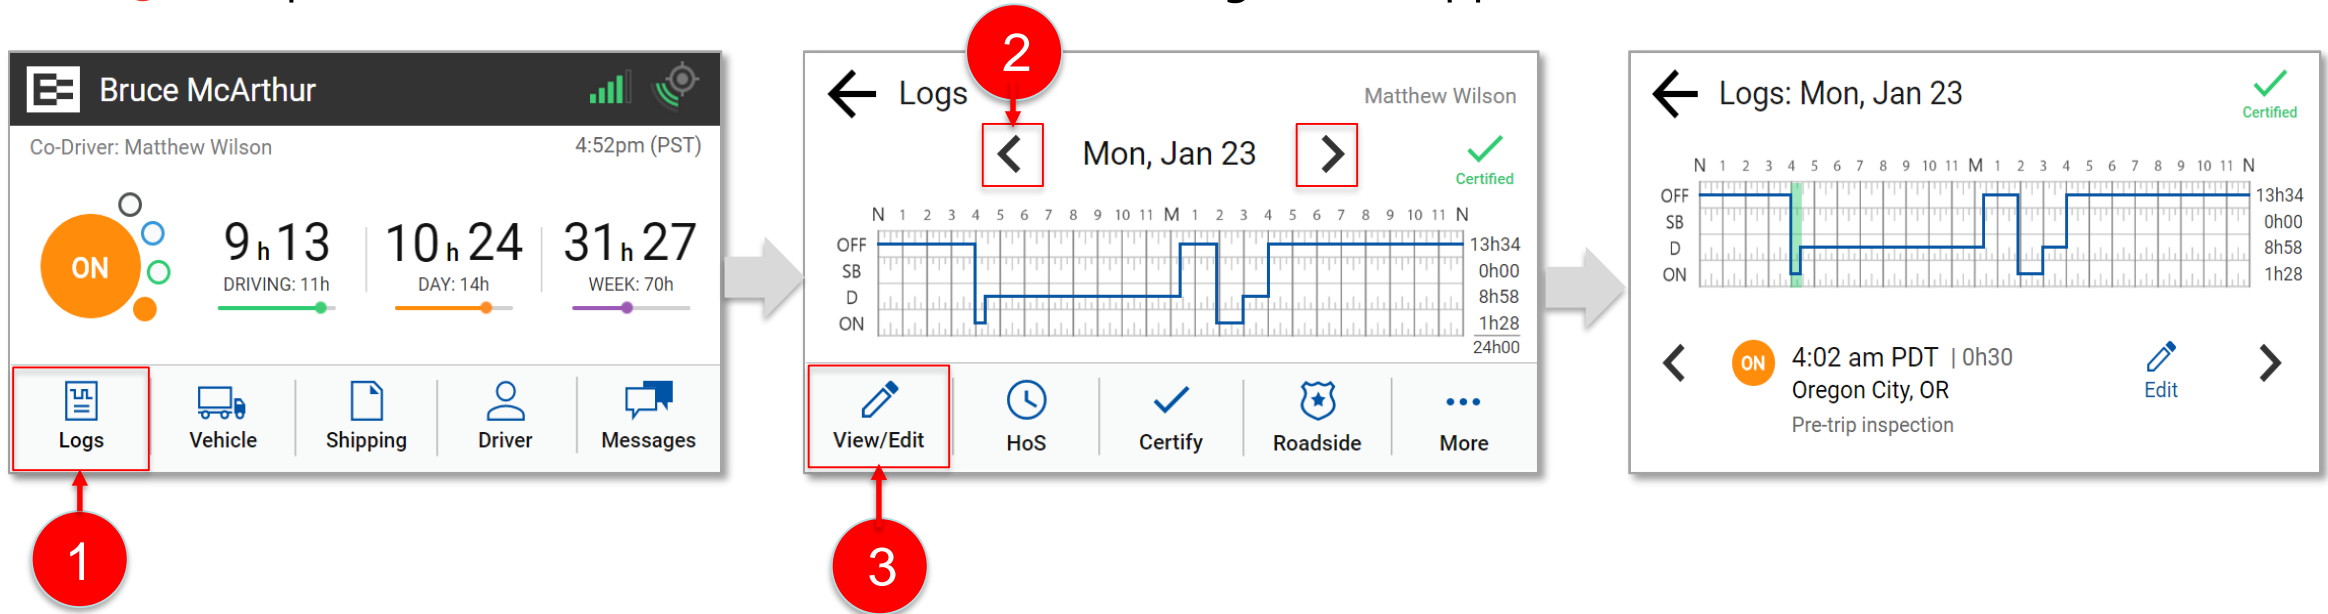 2
Bruce McArthur
Co-Driver: Matthew Wilson
4:52pm (PST)
ON
9h13
DRIVING: 11h
10h24
DAY: 14h
31h27
WEEK: 70h
Logs
Vehicle
Shipping
Driver
Messages
1
Logs
Matthew Wilson
Mon, Jan 23
Certified
N 1 2 3 4 5 6 7 8 9 10 11 M 1 2 3 4 5 6 7 8 9 10 11 N
OFF 13h34
SB 0h00
D 8h58
ON 1h28
24h00
View/Edit
HoS
Certify
Roadside
More
3
Logs: Mon, Jan 23
Certified
N 1 2 3 4 5 6 7 8 9 10 11 M 1 2 3 4 5 6 7 8 9 10 11 N
OFF 13h34
SB 0h00
D 8h58
ON 1h28
ON
4:02 am PDT | 0h30
Oregon City, OR
Pre-trip inspection
Edit